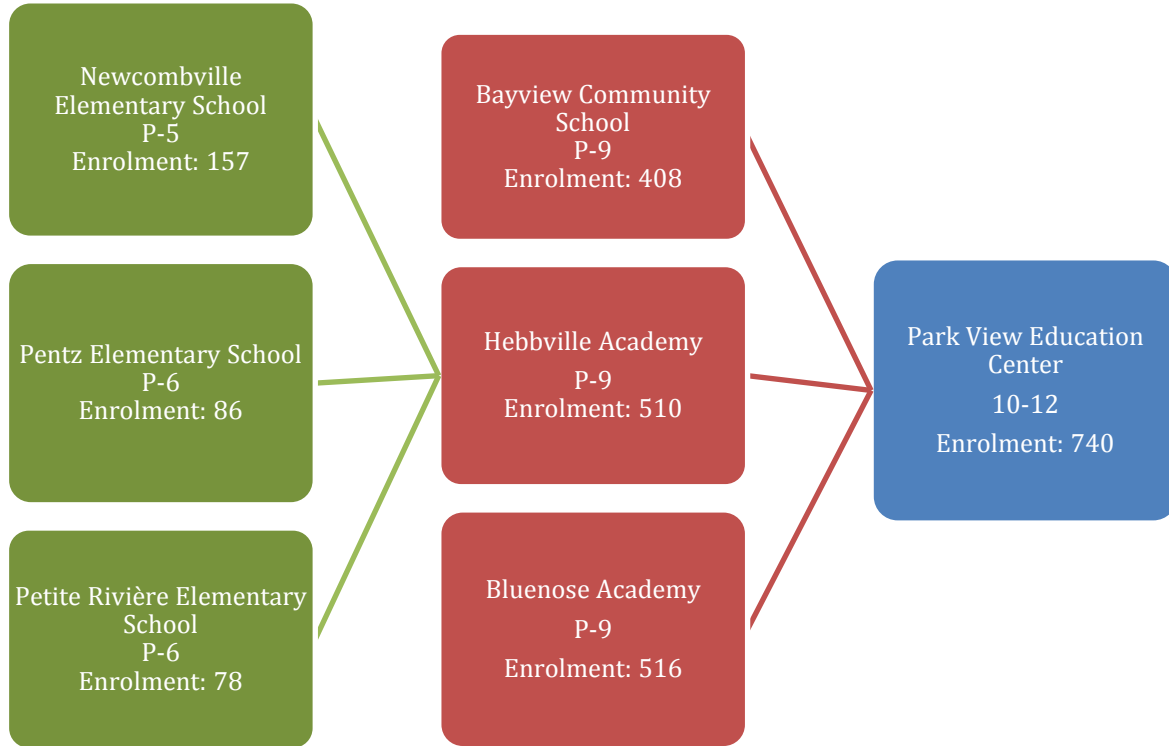 Newcombville
Elementary School
P-5
Enrolment: 157
Pentz Elementary School
P-6
Enrolment: 86
Petite Rivière Elementary
School
P-6
Enrolment: 78
Bayview Community
School
P-9
Enrolment: 408
Hebbville Academy
P-9
Enrolment: 510
Bluenose Academy
P-9
Enrolment: 516
Park View Education
Center
10-12
Enrolment: 740